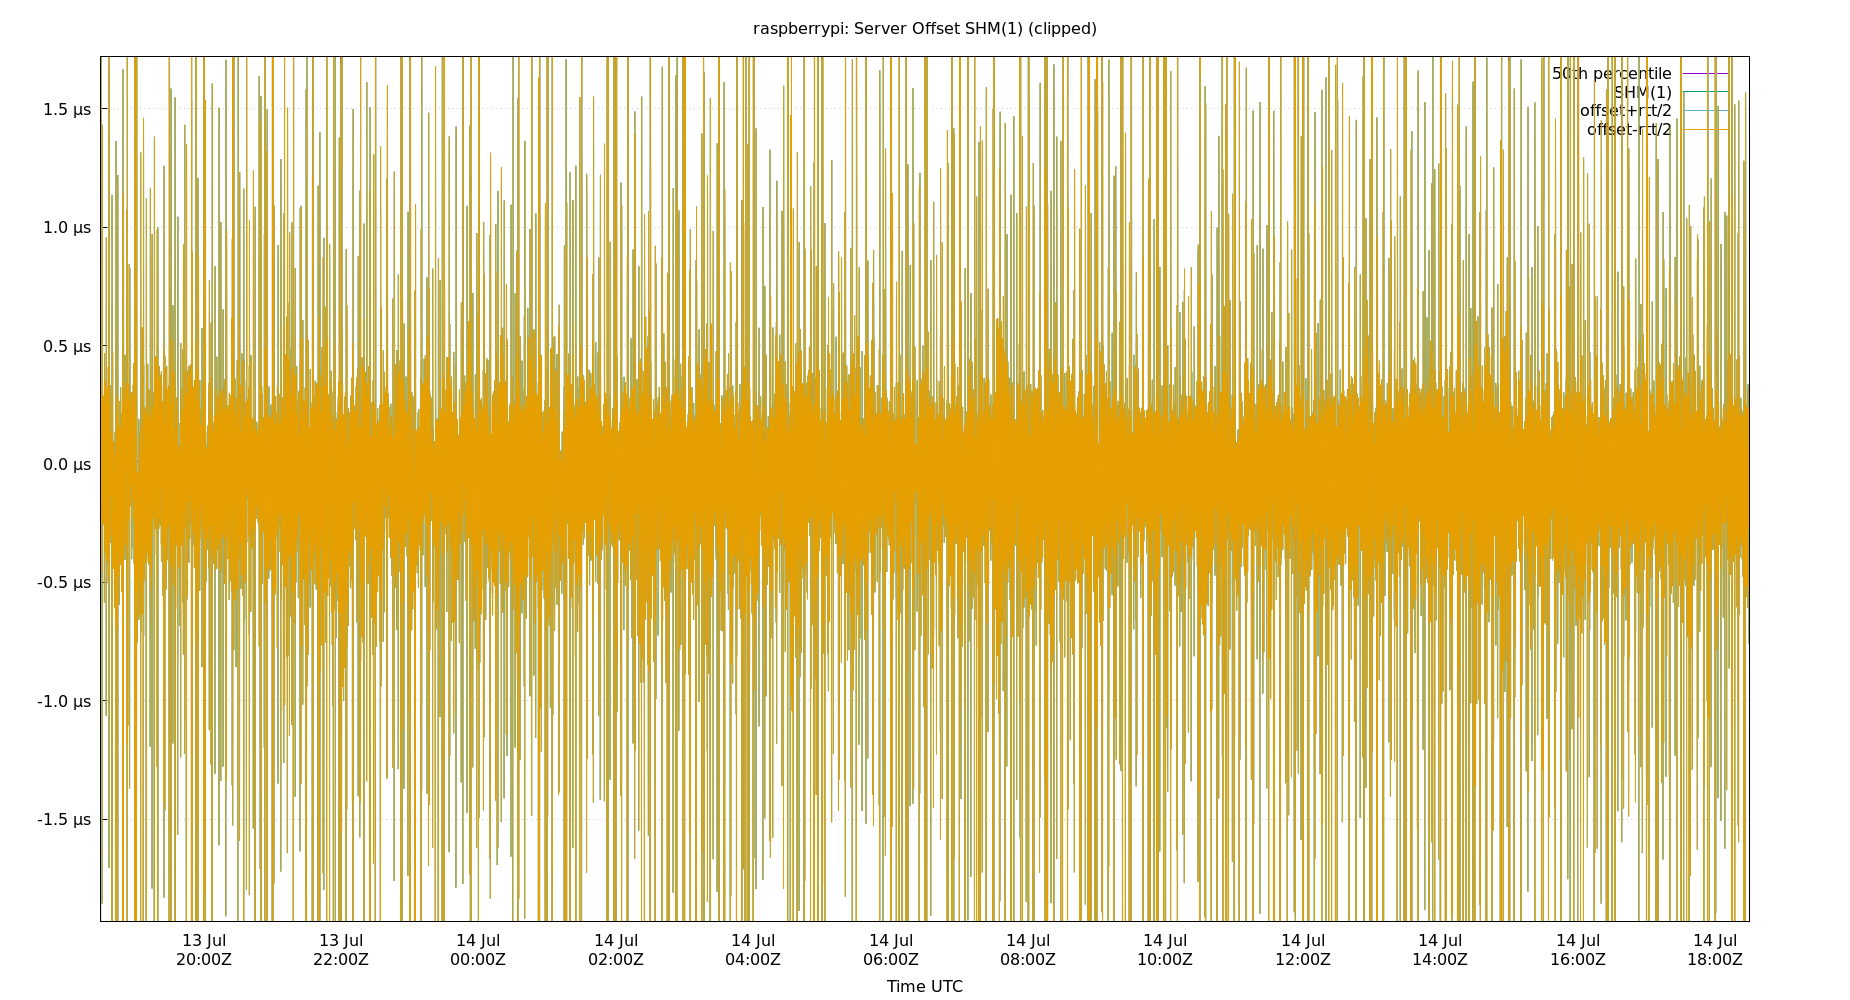 raspberrypi: Server Offset SHM(1) (clipped)
50th percentile
SHM(1)
offset+rtt/2
offset-rtt/2
1.5 µs
1.0 µs
0.5 µs
0.0 µs
-0.5 µs
-1.0 µs
-1.5 µs
13 Jul 13 Jul 14 Jul 14 Jul 14 Jul 14 Jul 14 Jul 14 Jul 14 Jul 14 Jul 14 Jul 14 Jul
20:00Z 22:00Z 00:00Z 02:00Z 04:00Z 06:00Z 08:00Z 10:00Z 12:00Z 14:00Z 16:00Z 18:00Z
Time UTC